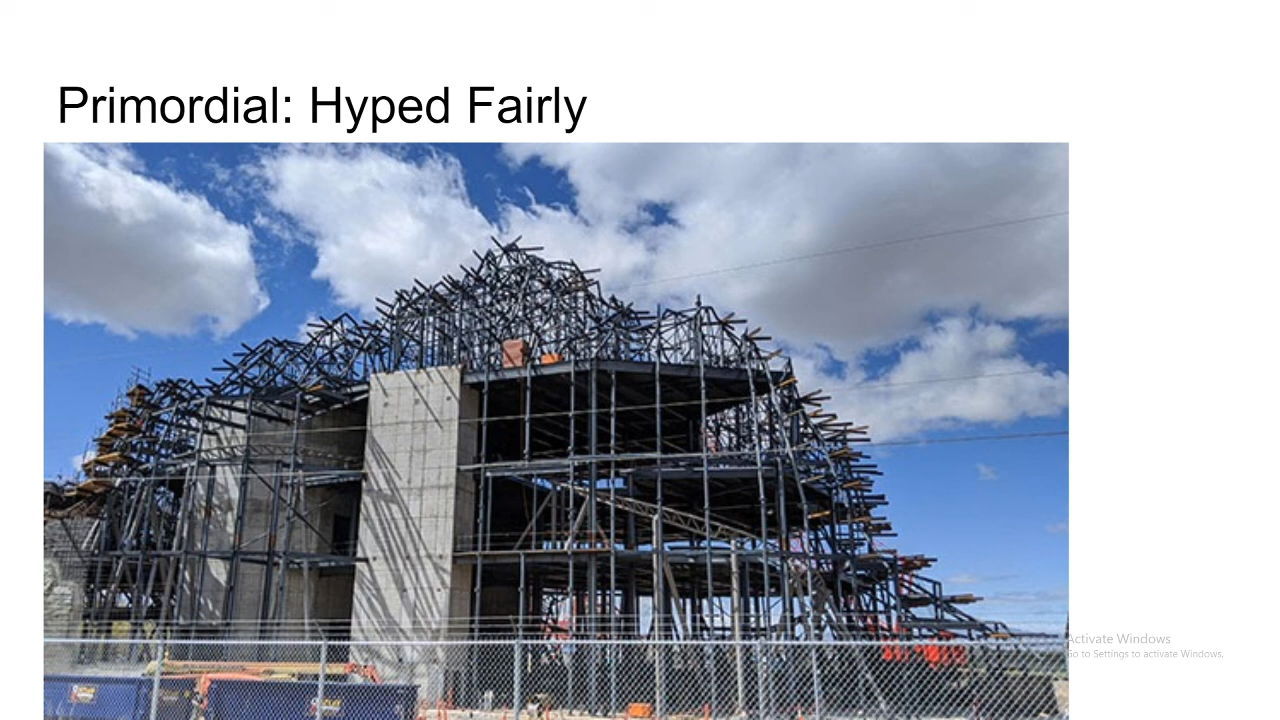 Primordial: Hyped Fairly
Activate Windows
Go to Settings to activate Windows.